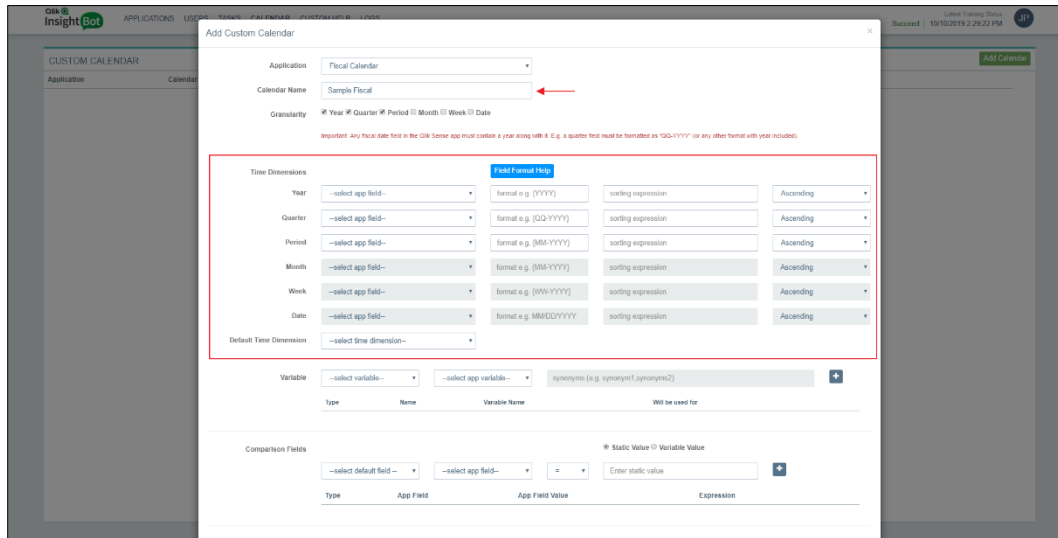 Qlik
Insight Bot
APPLICATIONS USERS TASKS CALENDAR CUSTOM HELP LOGS
Latest Training Status
Succeed | 10/10/2019 2:29:22 PM
JP
CUSTOM CALENDAR
Add Calendar
Application Calendar
Add Custom Calendar ×
Application Fiscal Calendar
Calendar Name Sample Fiscal
Granularity Year Quarter Period Month Week Date
Important: Any fiscal date field in the Qlik Sense app must contain a year along with it. E.g. a quarter field must be formatted as "QQ-YYYY" (or any other format with year included)
Time Dimensions Field Format Help
Year --select app field-- format e.g. (YYYY) sorting expression Ascending
Quarter --select app field-- format e.g. (QQ-YYYY) sorting expression Ascending
Period --select app field-- format e.g. (MM-YYYY) sorting expression Ascending
Month --select app field-- format e.g. (MM-YYYY) sorting expression Ascending
Week --select app field-- format e.g. (WW-YYYY) sorting expression Ascending
Date --select app field-- format e.g. MM/DD/YYYY sorting expression Ascending
Default Time Dimension --select time dimension--
Variable --select variable-- --select app variable-- synonyms (e.g. synonym1,synonyms2) +
Type Name Variable Name Will be used for
Comparison Fields Static Value Variable Value
--select default field -- --select app field-- = Enter static value +
Type App Field App Field Value Expression